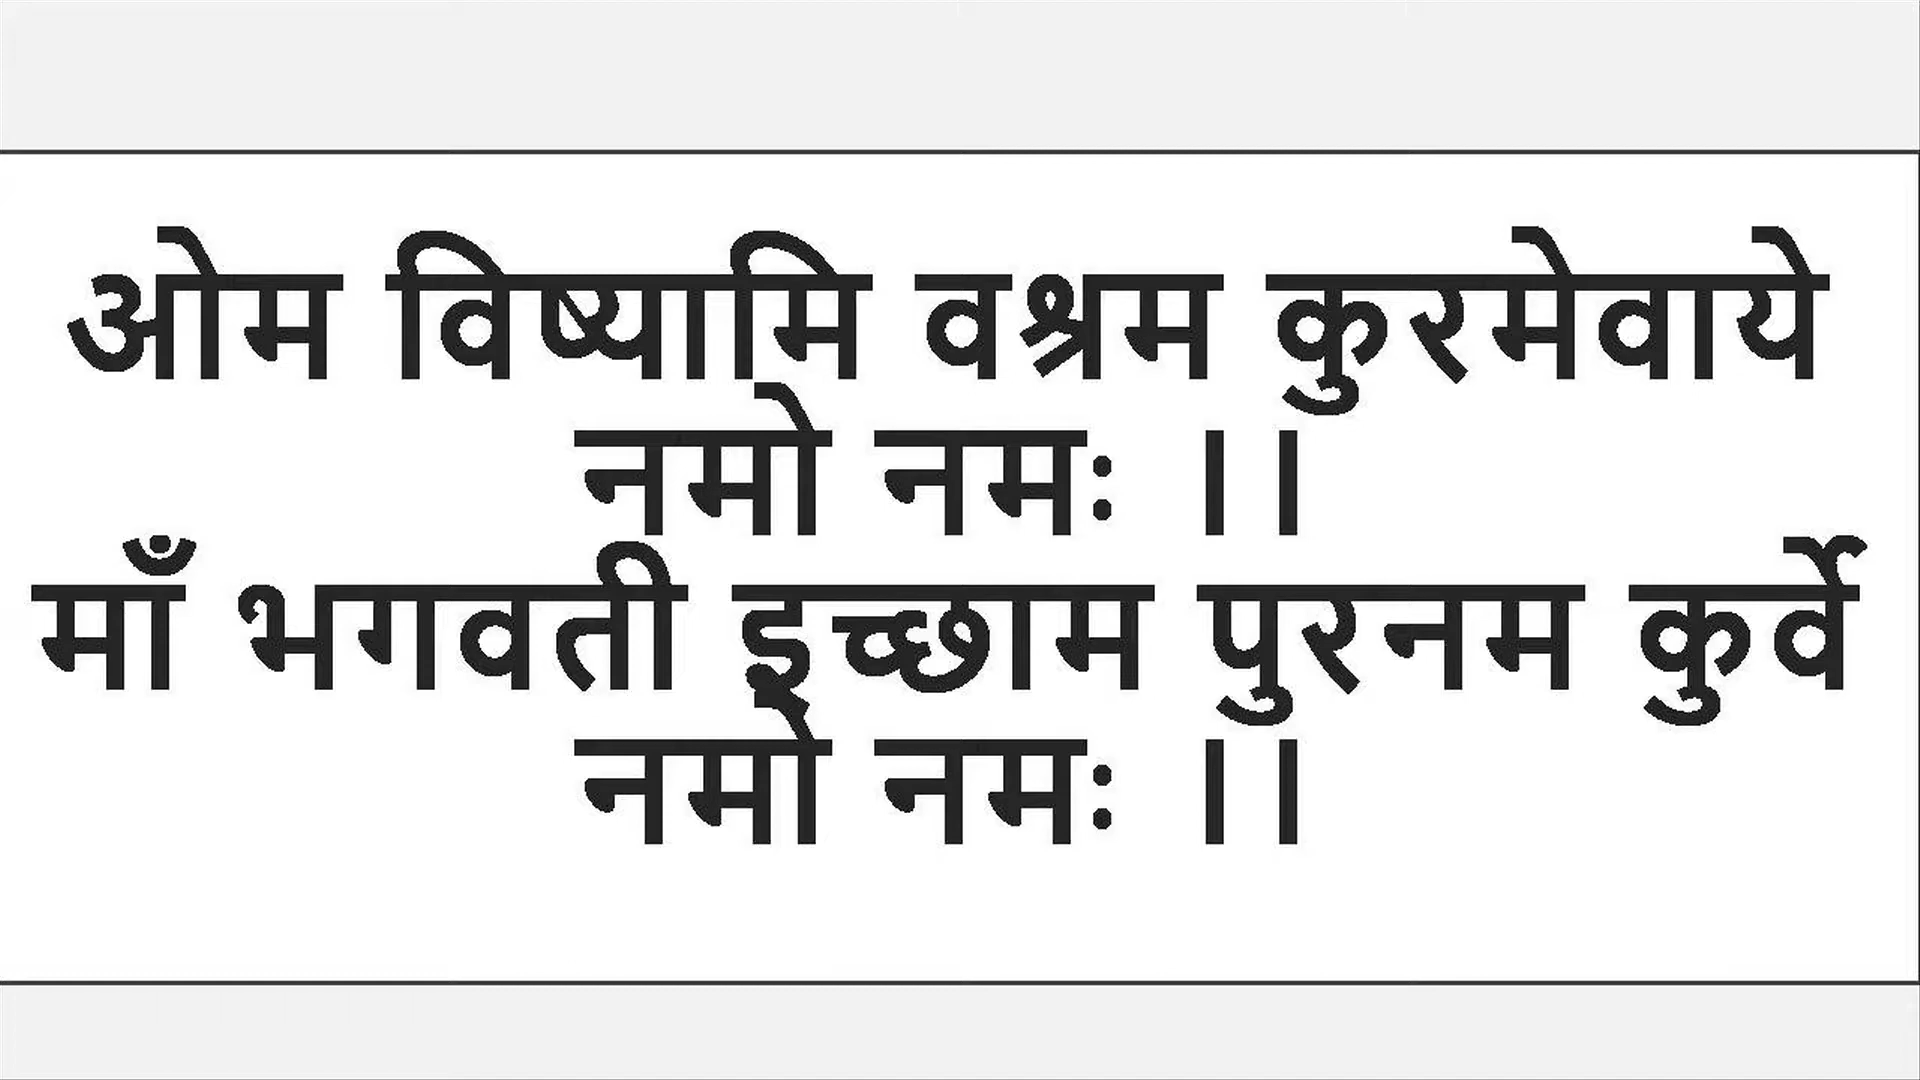 ओम विष्यामि वश्रम कुरमेवाये
नमो नमः ।।
माँ भगवती इच्छाम पुरनम कुर्वे
नमो नमः ।।